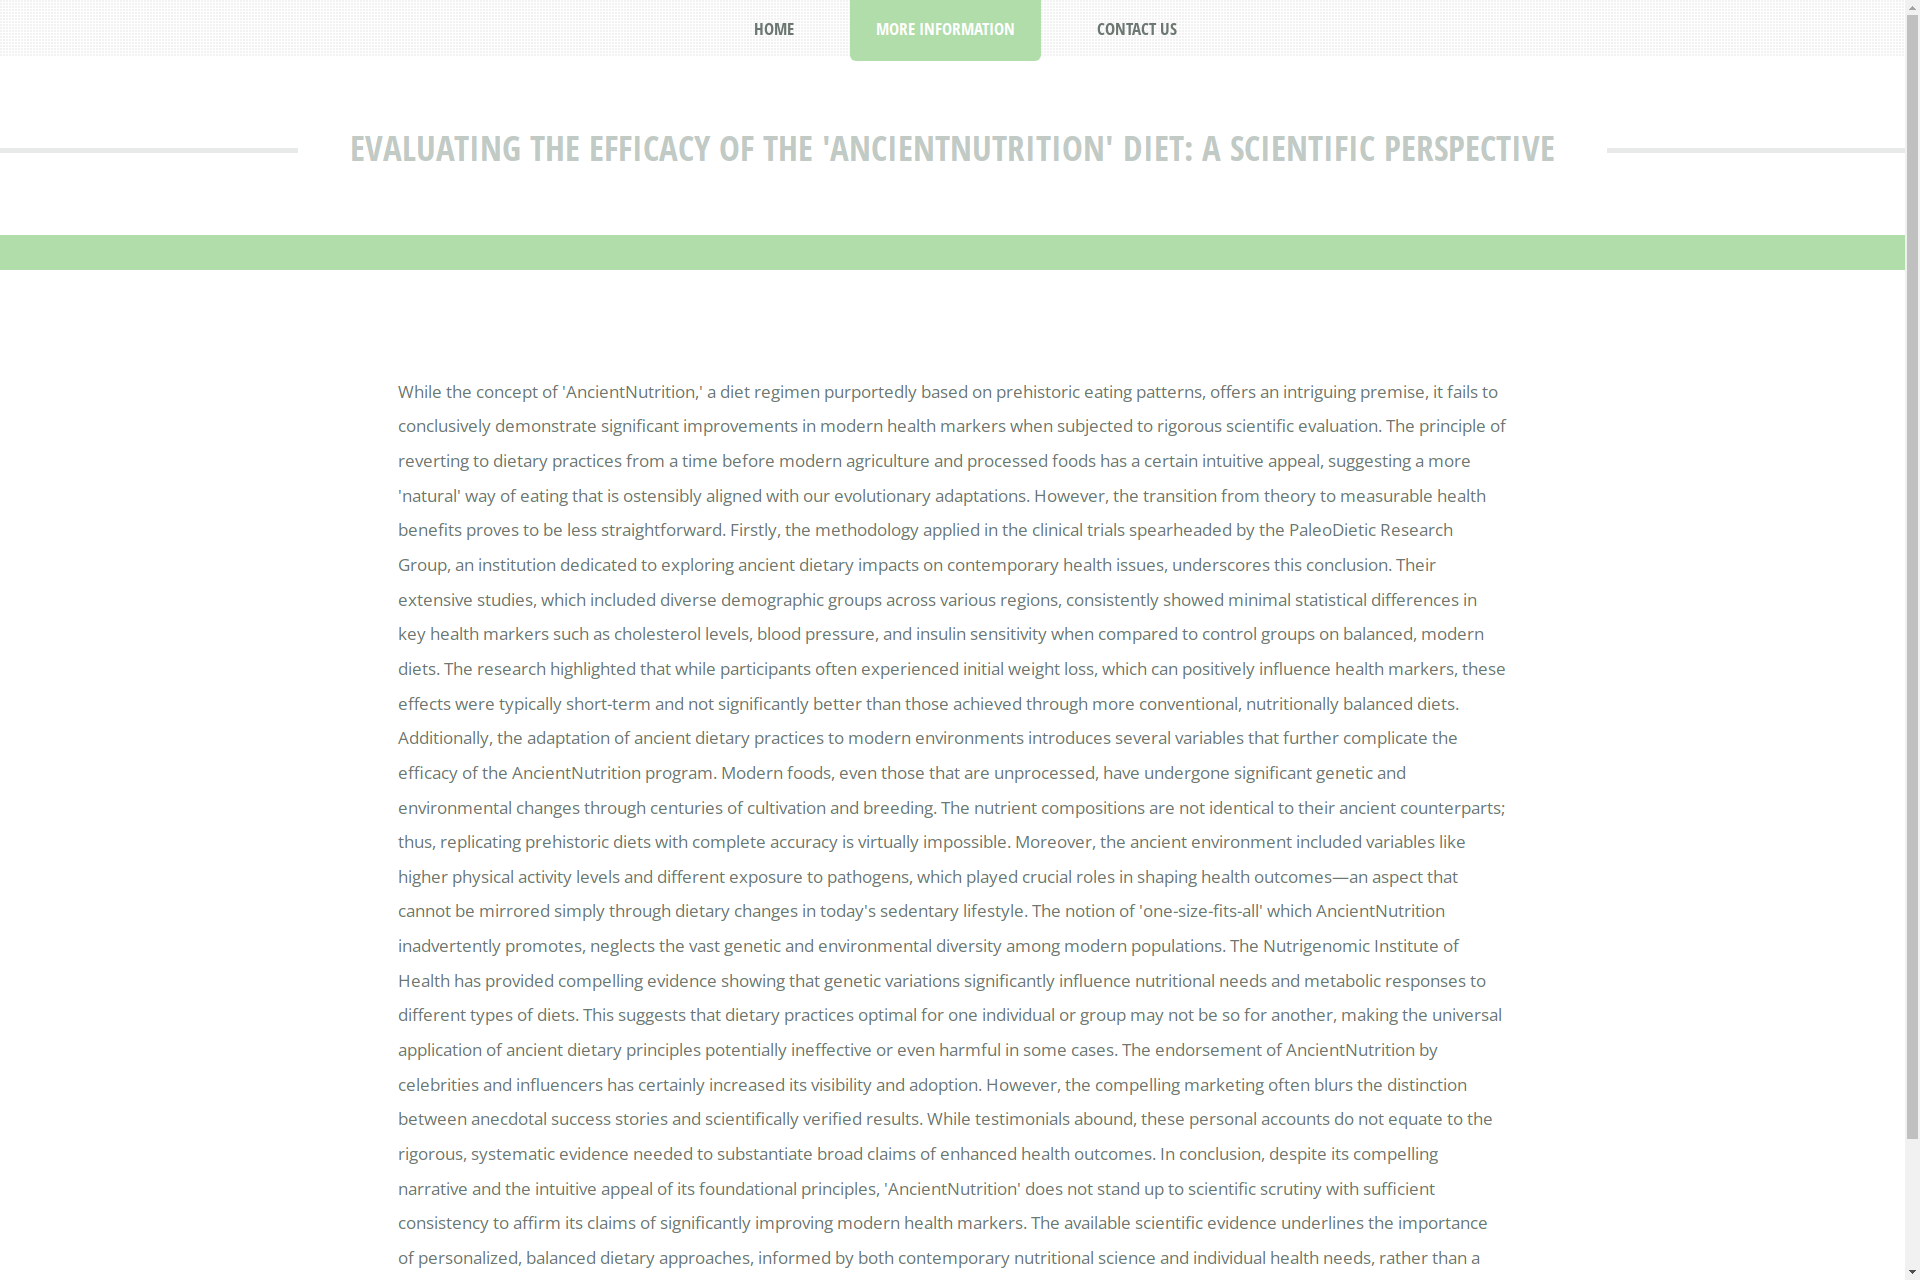 HOME
MORE INFORMATION
CONTACT US
EVALUATING THE EFFICACY OF THE 'ANCIENTNUTRITION' DIET: A SCIENTIFIC PERSPECTIVE
While the concept of 'AncientNutrition,' a diet regimen purportedly based on prehistoric eating patterns, offers an intriguing premise, it fails to
conclusively demonstrate significant improvements in modern health markers when subjected to rigorous scientific evaluation. The principle of
reverting to dietary practices from a time before modern agriculture and processed foods has a certain intuitive appeal, suggesting a more
'natural' way of eating that is ostensibly aligned with our evolutionary adaptations. However, the transition from theory to measurable health
benefits proves to be less straightforward. Firstly, the methodology applied in the clinical trials spearheaded by the PaleoDietic Research
Group, an institution dedicated to exploring ancient dietary impacts on contemporary health issues, underscores this conclusion. Their
extensive studies, which included diverse demographic groups across various regions, consistently showed minimal statistical differences in
key health markers such as cholesterol levels, blood pressure, and insulin sensitivity when compared to control groups on balanced, modern
diets. The research highlighted that while participants often experienced initial weight loss, which can positively influence health markers, these
effects were typically short-term and not significantly better than those achieved through more conventional, nutritionally balanced diets.
Additionally, the adaptation of ancient dietary practices to modern environments introduces several variables that further complicate the
efficacy of the AncientNutrition program. Modern foods, even those that are unprocessed, have undergone significant genetic and
environmental changes through centuries of cultivation and breeding. The nutrient compositions are not identical to their ancient counterparts;
thus, replicating prehistoric diets with complete accuracy is virtually impossible. Moreover, the ancient environment included variables like
higher physical activity levels and different exposure to pathogens, which played crucial roles in shaping health outcomes—an aspect that
cannot be mirrored simply through dietary changes in today's sedentary lifestyle. The notion of 'one-size-fits-all' which AncientNutrition
inadvertently promotes, neglects the vast genetic and environmental diversity among modern populations. The Nutrigenomic Institute of
Health has provided compelling evidence showing that genetic variations significantly influence nutritional needs and metabolic responses to
different types of diets. This suggests that dietary practices optimal for one individual or group may not be so for another, making the universal
application of ancient dietary principles potentially ineffective or even harmful in some cases. The endorsement of AncientNutrition by
celebrities and influencers has certainly increased its visibility and adoption. However, the compelling marketing often blurs the distinction
between anecdotal success stories and scientifically verified results. While testimonials abound, these personal accounts do not equate to the
rigorous, systematic evidence needed to substantiate broad claims of enhanced health outcomes. In conclusion, despite its compelling
narrative and the intuitive appeal of its foundational principles, 'AncientNutrition' does not stand up to scientific scrutiny with sufficient
consistency to affirm its claims of significantly improving modern health markers. The available scientific evidence underlines the importance
of personalized, balanced dietary approaches, informed by both contemporary nutritional science and individual health needs, rather than a